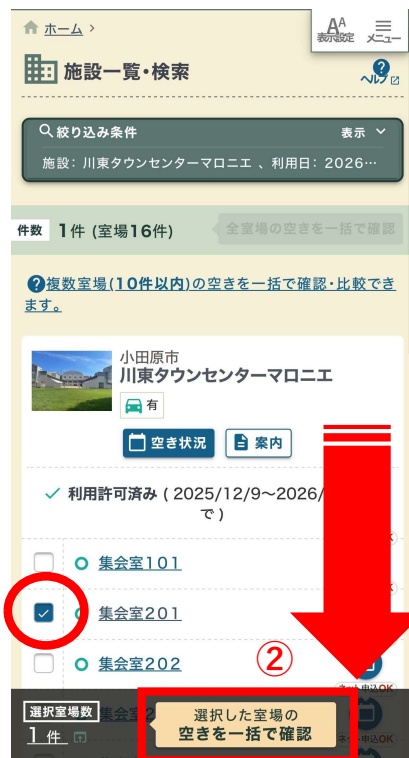 ホーム >
AA
表示設定 メニュー
施設一覧・検索
ヘルプ
絞り込み条件 表示
施設：川東タウンセンターマロニエ 、利用日：2026…
件数 1件 (室場16件) 全室場の空きを一括で確認
複数室場(10件以内)の空きを一括で確認・比較でき
ます。
小田原市
川東タウンセンターマロニエ
有
空き状況 案内
利用許可済み ( 2025/12/9～2026/
で )
集会室101
集会室201
集会室202
②
ネット申込OK
選択室場数
1 件
選択した室場の
空きを一括で確認